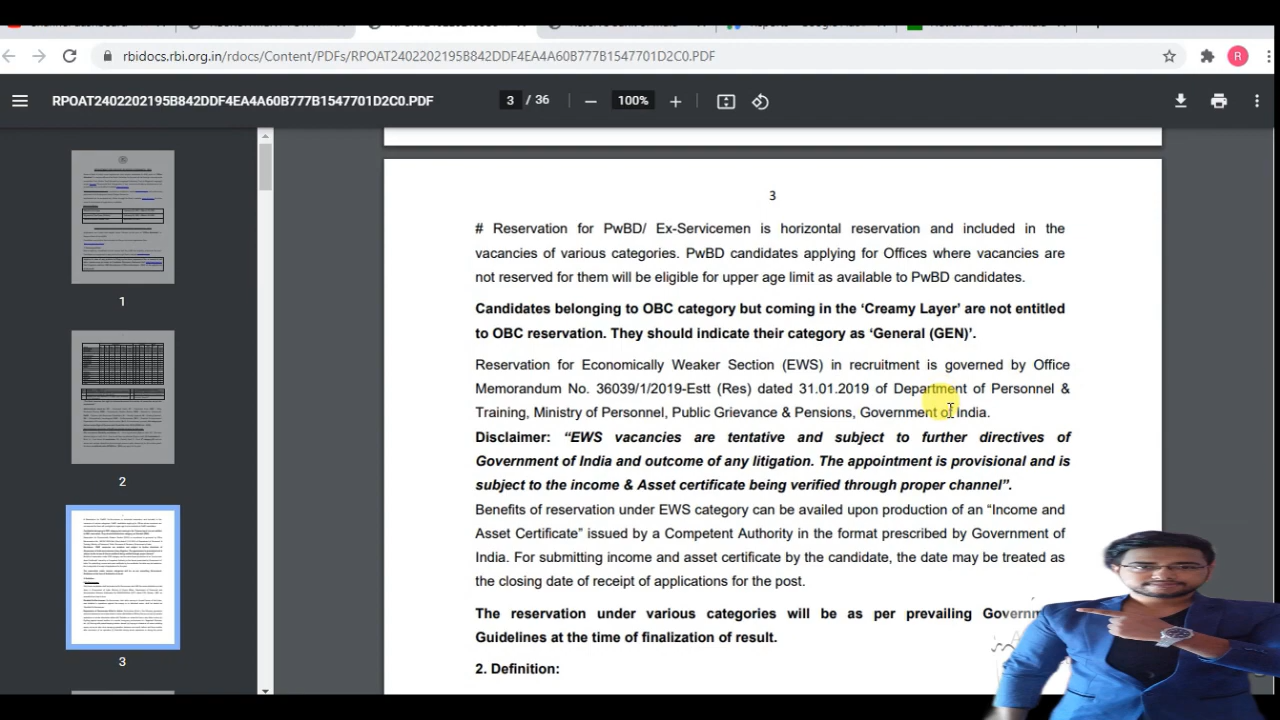 rbidocs.rbi.org.in/rdocs/Content/PDFs/RPOAT2402202195B842DDF4EA4A60B777B1547701D2C0.PDF
R
RPOAT2402202195B842DDF4EA4A60B777B1547701D2C0.PDF
3 / 36
100%
1
2
3
3
# Reservation for PwBD/ Ex-Servicemen is horizontal reservation and included in the
vacancies of various categories. PwBD candidates applying for Offices where vacancies are
not reserved for them will be eligible for upper age limit as available to PwBD candidates.
Candidates belonging to OBC category but coming in the ‘Creamy Layer’ are not entitled
to OBC reservation. They should indicate their category as ‘General (GEN)’.
Reservation for Economically Weaker Section (EWS) in recruitment is governed by Office
Memorandum No. 36039/1/2019-Estt (Res) dated 31.01.2019 of Department of Personnel &
Training, Ministry of Personnel, Public Grievance & Pensions, Government of India.
Disclaimer: “EWS vacancies are tentative and subject to further directives of
Government of India and outcome of any litigation. The appointment is provisional and is
subject to the income & Asset certificate being verified through proper channel”.
Benefits of reservation under EWS category can be availed upon production of an “Income and
Asset Certificate” issued by a Competent Authority in the format prescribed by Government of
India. For submitting income and asset certificate by the candidate, the date may be treated as
the closing date of receipt of applications for the post.
The reservation under various categories will be as per prevailing Governm
Guidelines at the time of finalization of result.
2. Definition: